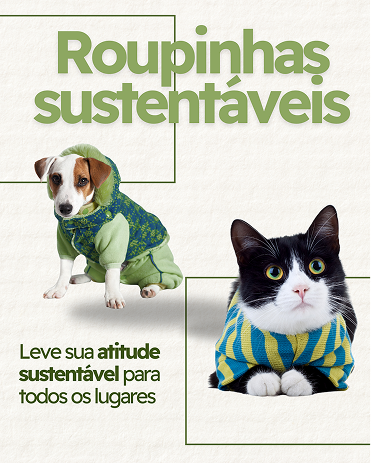 Roupinhas
sustentáveis
Leve sua atitude
sustentável para
todos os lugares